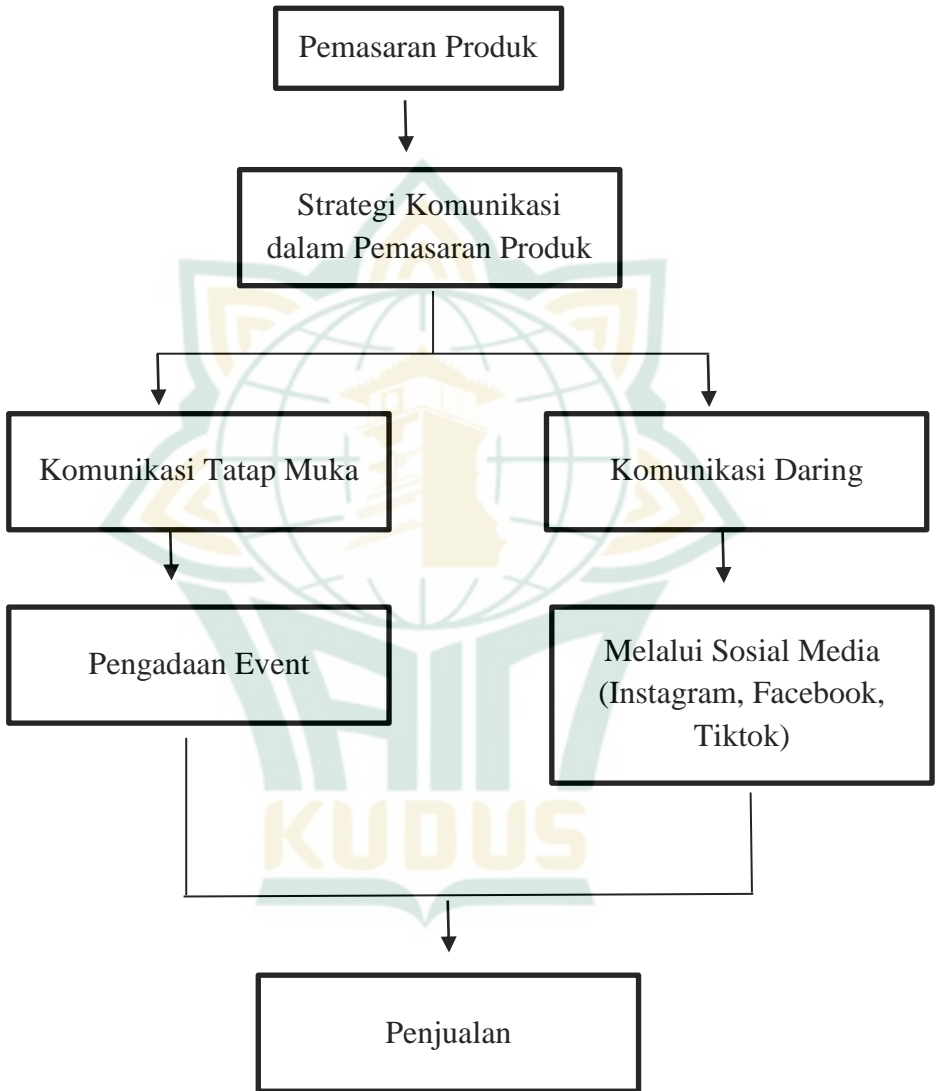 Pemasaran Produk
Strategi Komunikasi
dalam Pemasaran Produk
Komunikasi Tatap Muka
Komunikasi Daring
Pengadaan Event
Melalui Sosial Media
(Instagram, Facebook,
Tiktok)
IAIN
KUDUS
Penjualan